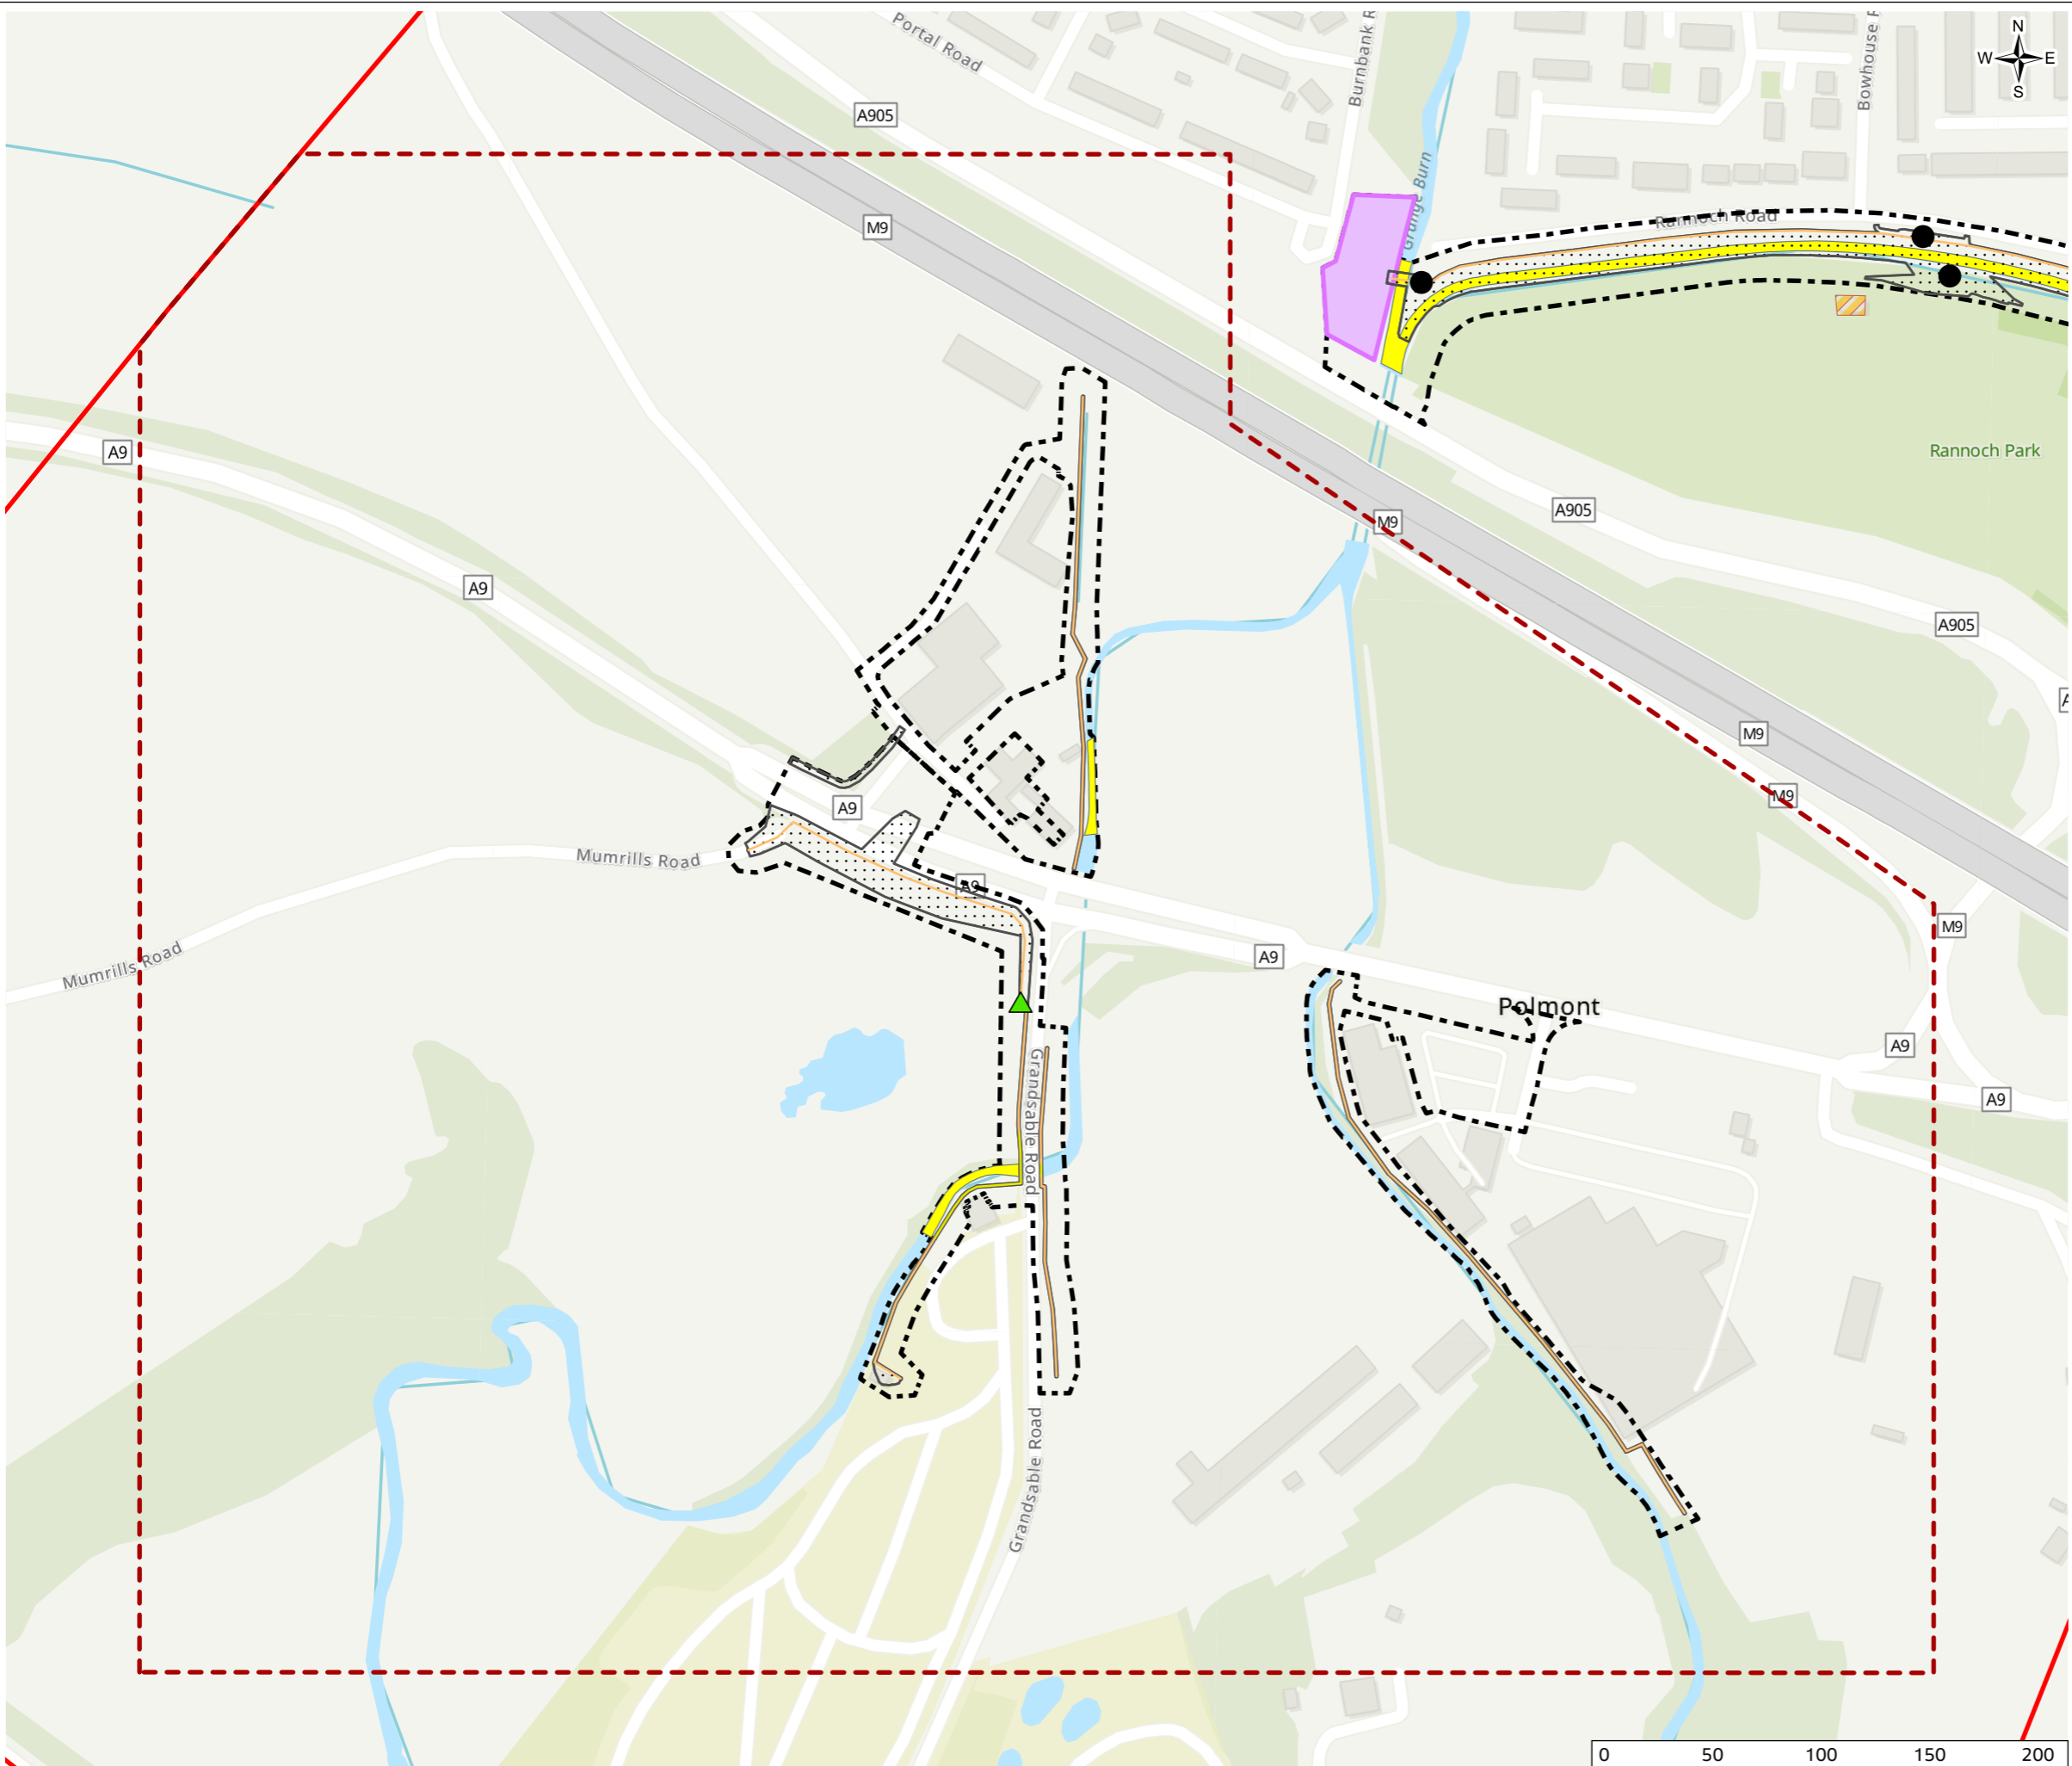 Portal Road
Burnbank R
Bowhouse R
N
W E
S
A905
Grange Burn
Rannoch Road
M9
A9
Rannoch Park
A905
M9
A9
A905
A
M9
M9
A9
Mumrills Road
A9
M9
Mumrills Road
A9
Polmont
A9
A9
Grandsable Road
Grandsable Road
0 50 100 150 200